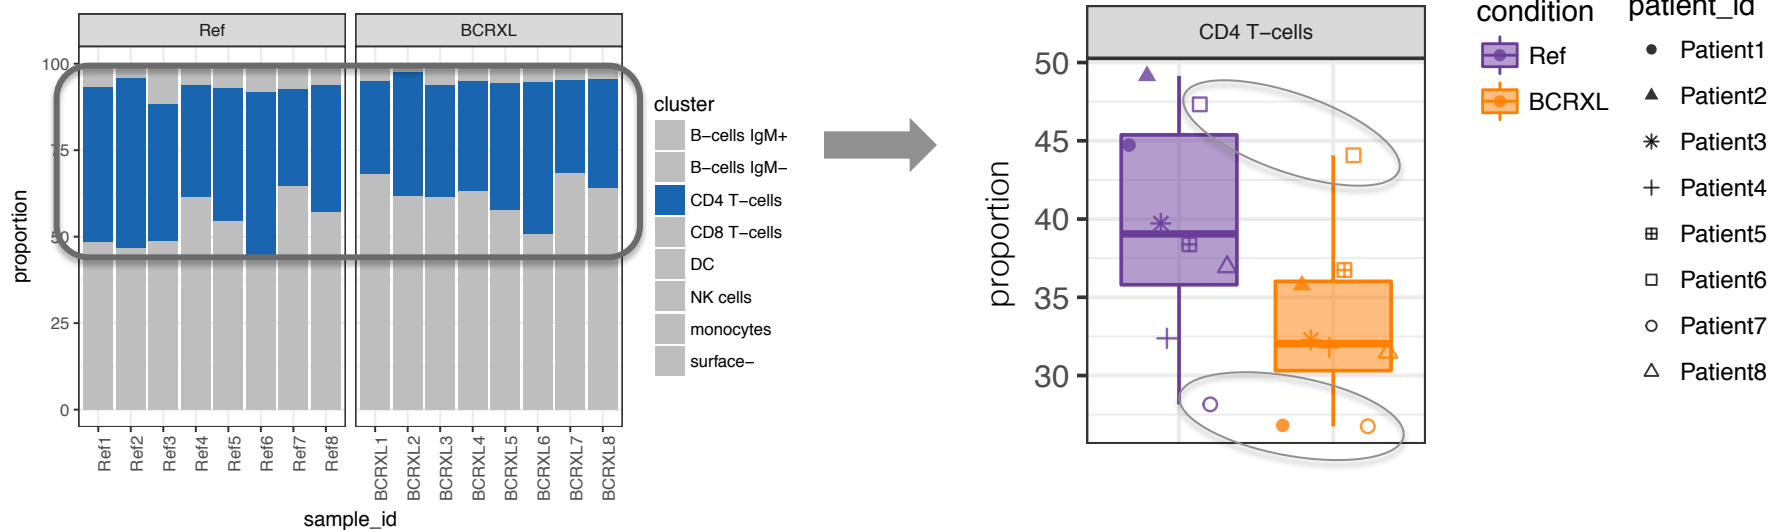 Ref
BCRXL
100
75
50
25
0
proportion
Ref1
Ref2
Ref3
Ref4
Ref5
Ref6
Ref7
Ref8
BCRXL1
BCRXL2
BCRXL3
BCRXL4
BCRXL5
BCRXL6
BCRXL7
BCRXL8
sample_id
cluster
B−cells IgM+
B−cells IgM−
CD4 T−cells
CD8 T−cells
DC
NK cells
monocytes
surface−
CD4 T−cells
50
45
40
35
30
proportion
condition
Ref
BCRXL
patient_id
Patient1
Patient2
Patient3
Patient4
Patient5
Patient6
Patient7
Patient8